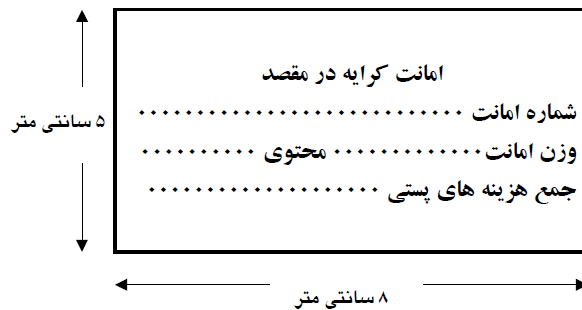 امانت کرایه در مقصد
شماره امانت ............................
وزن امانت............. محتوی ..........
جمع هزینه های پستی ....................
۵ سانتی متر
۸ سانتی متر